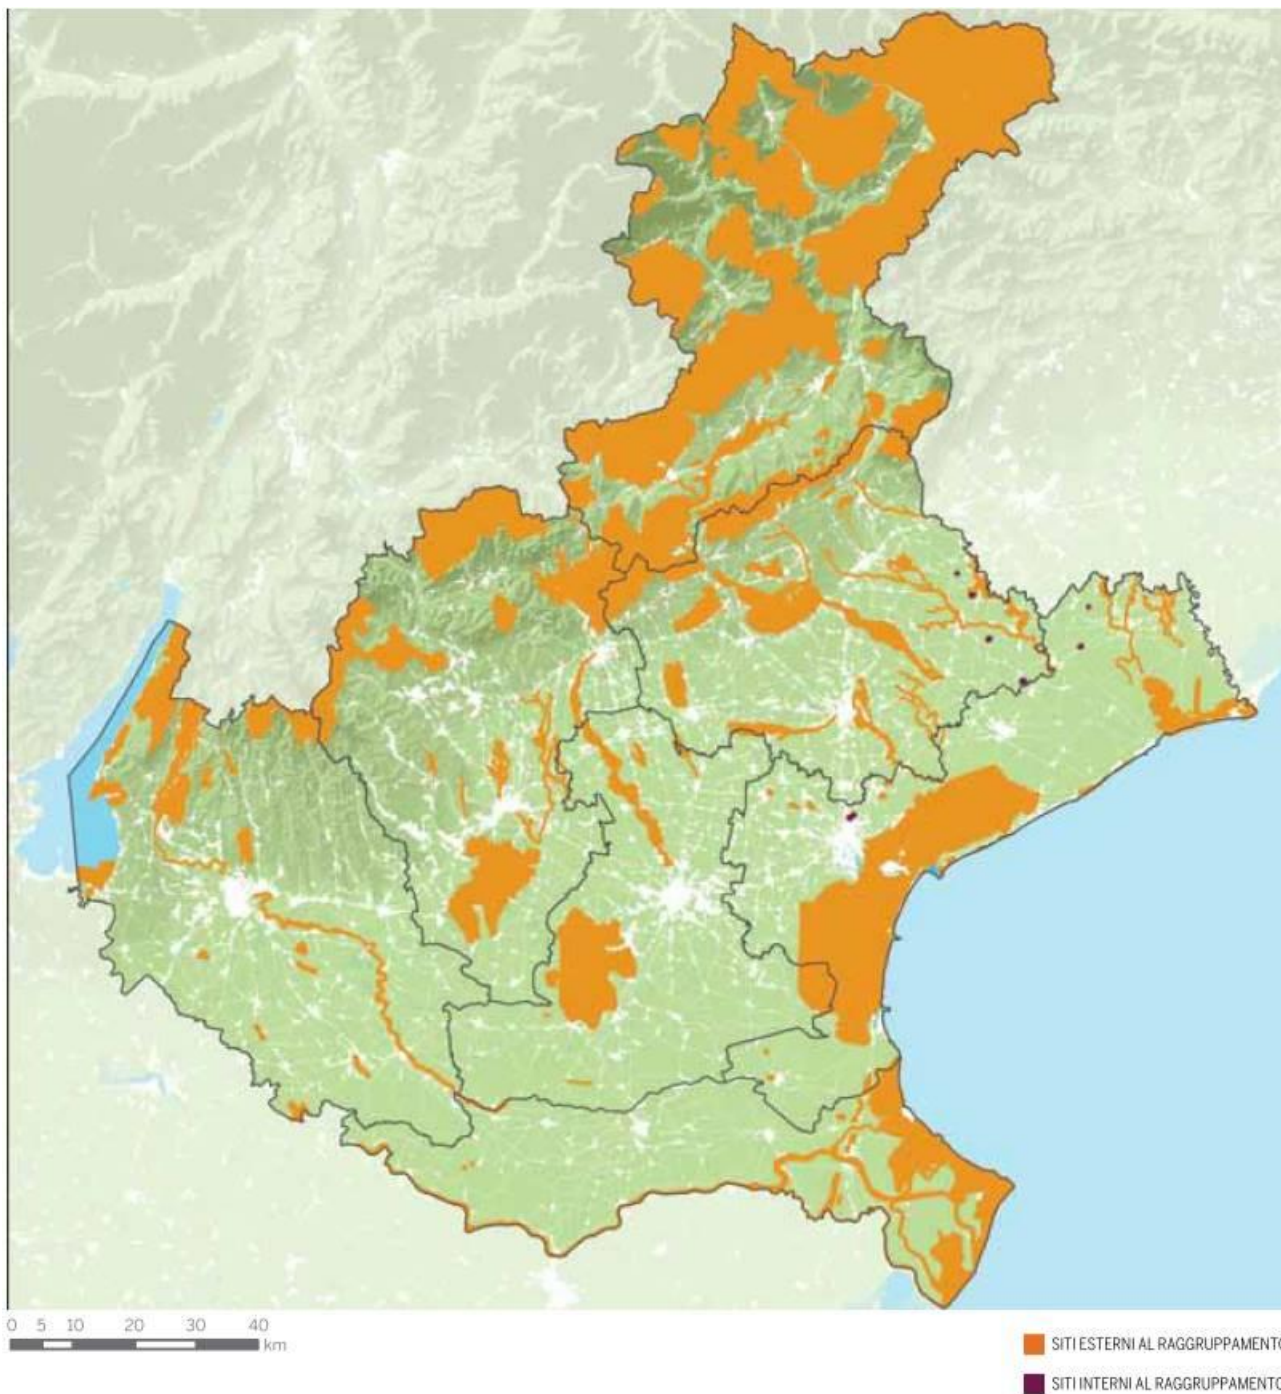 0 5 10 20 30 40
km
SITI ESTERNI AL RAGGRUPPAMENTO
SITI INTERNI AL RAGGRUPPAMENTO